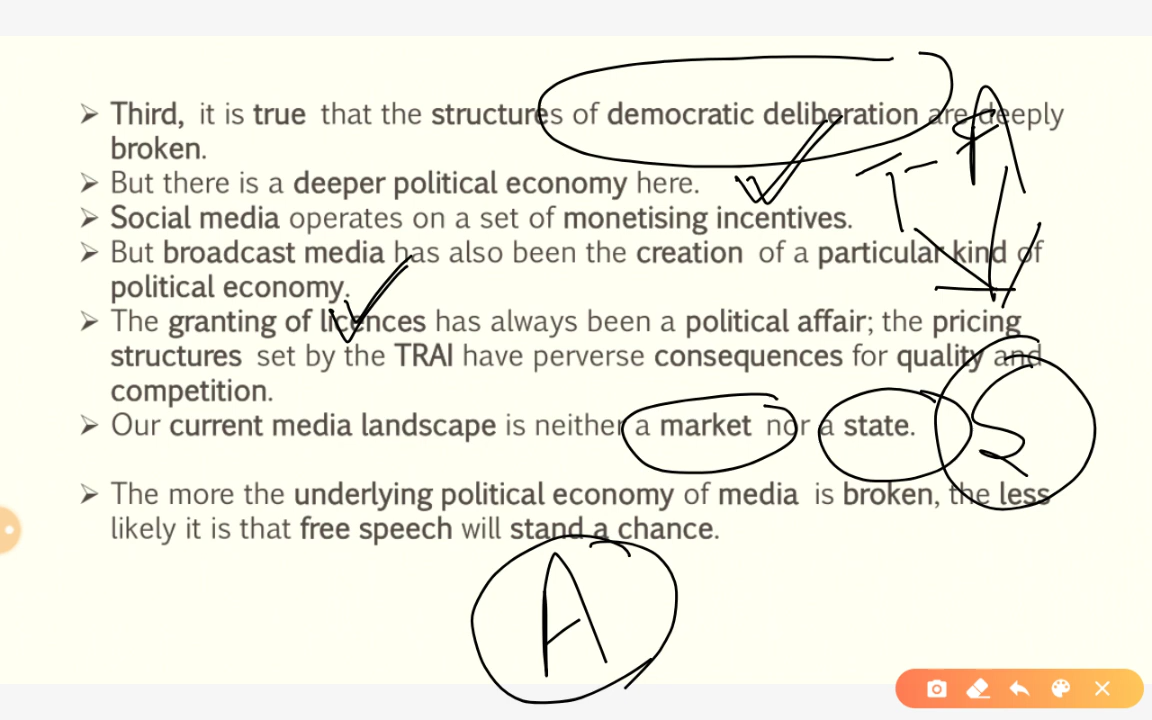 ➢ Third, it is true that the structures of democratic deliberation are deeply
broken.
➢ But there is a deeper political economy here.
➢ Social media operates on a set of monetising incentives.
➢ But broadcast media has also been the creation of a particular kind of
political economy.
➢ The granting of licences has always been a political affair; the pricing
structures set by the TRAI have perverse consequences for quality and
competition.
➢ Our current media landscape is neither a market nor a state.
➢ The more the underlying political economy of media is broken, the less
likely it is that free speech will stand a chance.
A